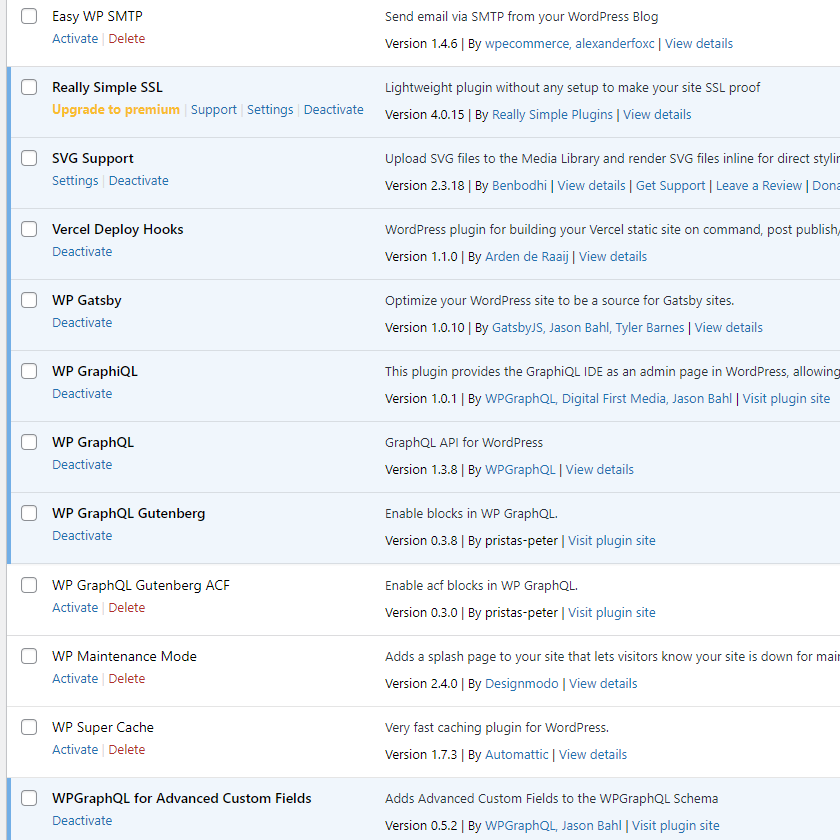 Easy WP SMTP
Send email via SMTP from your WordPress Blog
Activate | Delete
Version 1.4.6 | By wpecommerce, alexanderfoxc | View details
Really Simple SSL
Lightweight plugin without any setup to make your site SSL proof
Upgrade to premium | Support | Settings | Deactivate
Version 4.0.15 | By Really Simple Plugins | View details
SVG Support
Upload SVG files to the Media Library and render SVG files inline for direct
Settings | Deactivate
Version 2.3.18 | By Benbodhi | View details | Get Support | Leave a Review |
Vercel Deploy Hooks
WordPress plugin for building your Vercel static site on command, post publish/
Deactivate
Version 1.1.0 | By Arden de Raaij | View details
WP Gatsby
Optimize your WordPress site to be a source for Gatsby sites.
Deactivate
Version 1.0.10 | By GatsbyJS, Jason Bahl, Tyler Barnes | View details
WP GraphiQL
This plugin provides the GraphiQL IDE as an admin page in WordPress, allowing
Deactivate
Version 1.0.1 | By WPGraphQL, Digital First Media, Jason Bahl | Visit plugin site
WP GraphQL
GraphQL API for WordPress
Deactivate
Version 1.3.8 | By WPGraphQL | View details
WP GraphQL Gutenberg
Enable blocks in WP GraphQL.
Deactivate
Version 0.3.8 | By pristas-peter | Visit plugin site
WP GraphQL Gutenberg ACF
Enable acf blocks in WP GraphQL.
Activate | Delete
Version 0.3.0 | By pristas-peter | Visit plugin site
WP Maintenance Mode
Adds a splash page to your site that lets visitors know your site is down for
Activate | Delete
Version 2.4.0 | By Designmodo | View details
WP Super Cache
Very fast caching plugin for WordPress.
Activate | Delete
Version 1.7.3 | By Automattic | View details
WPGraphQL for Advanced Custom Fields
Adds Advanced Custom Fields to the WPGraphQL Schema
Deactivate
Version 0.5.2 | By WPGraphQL, Jason Bahl | Visit plugin site